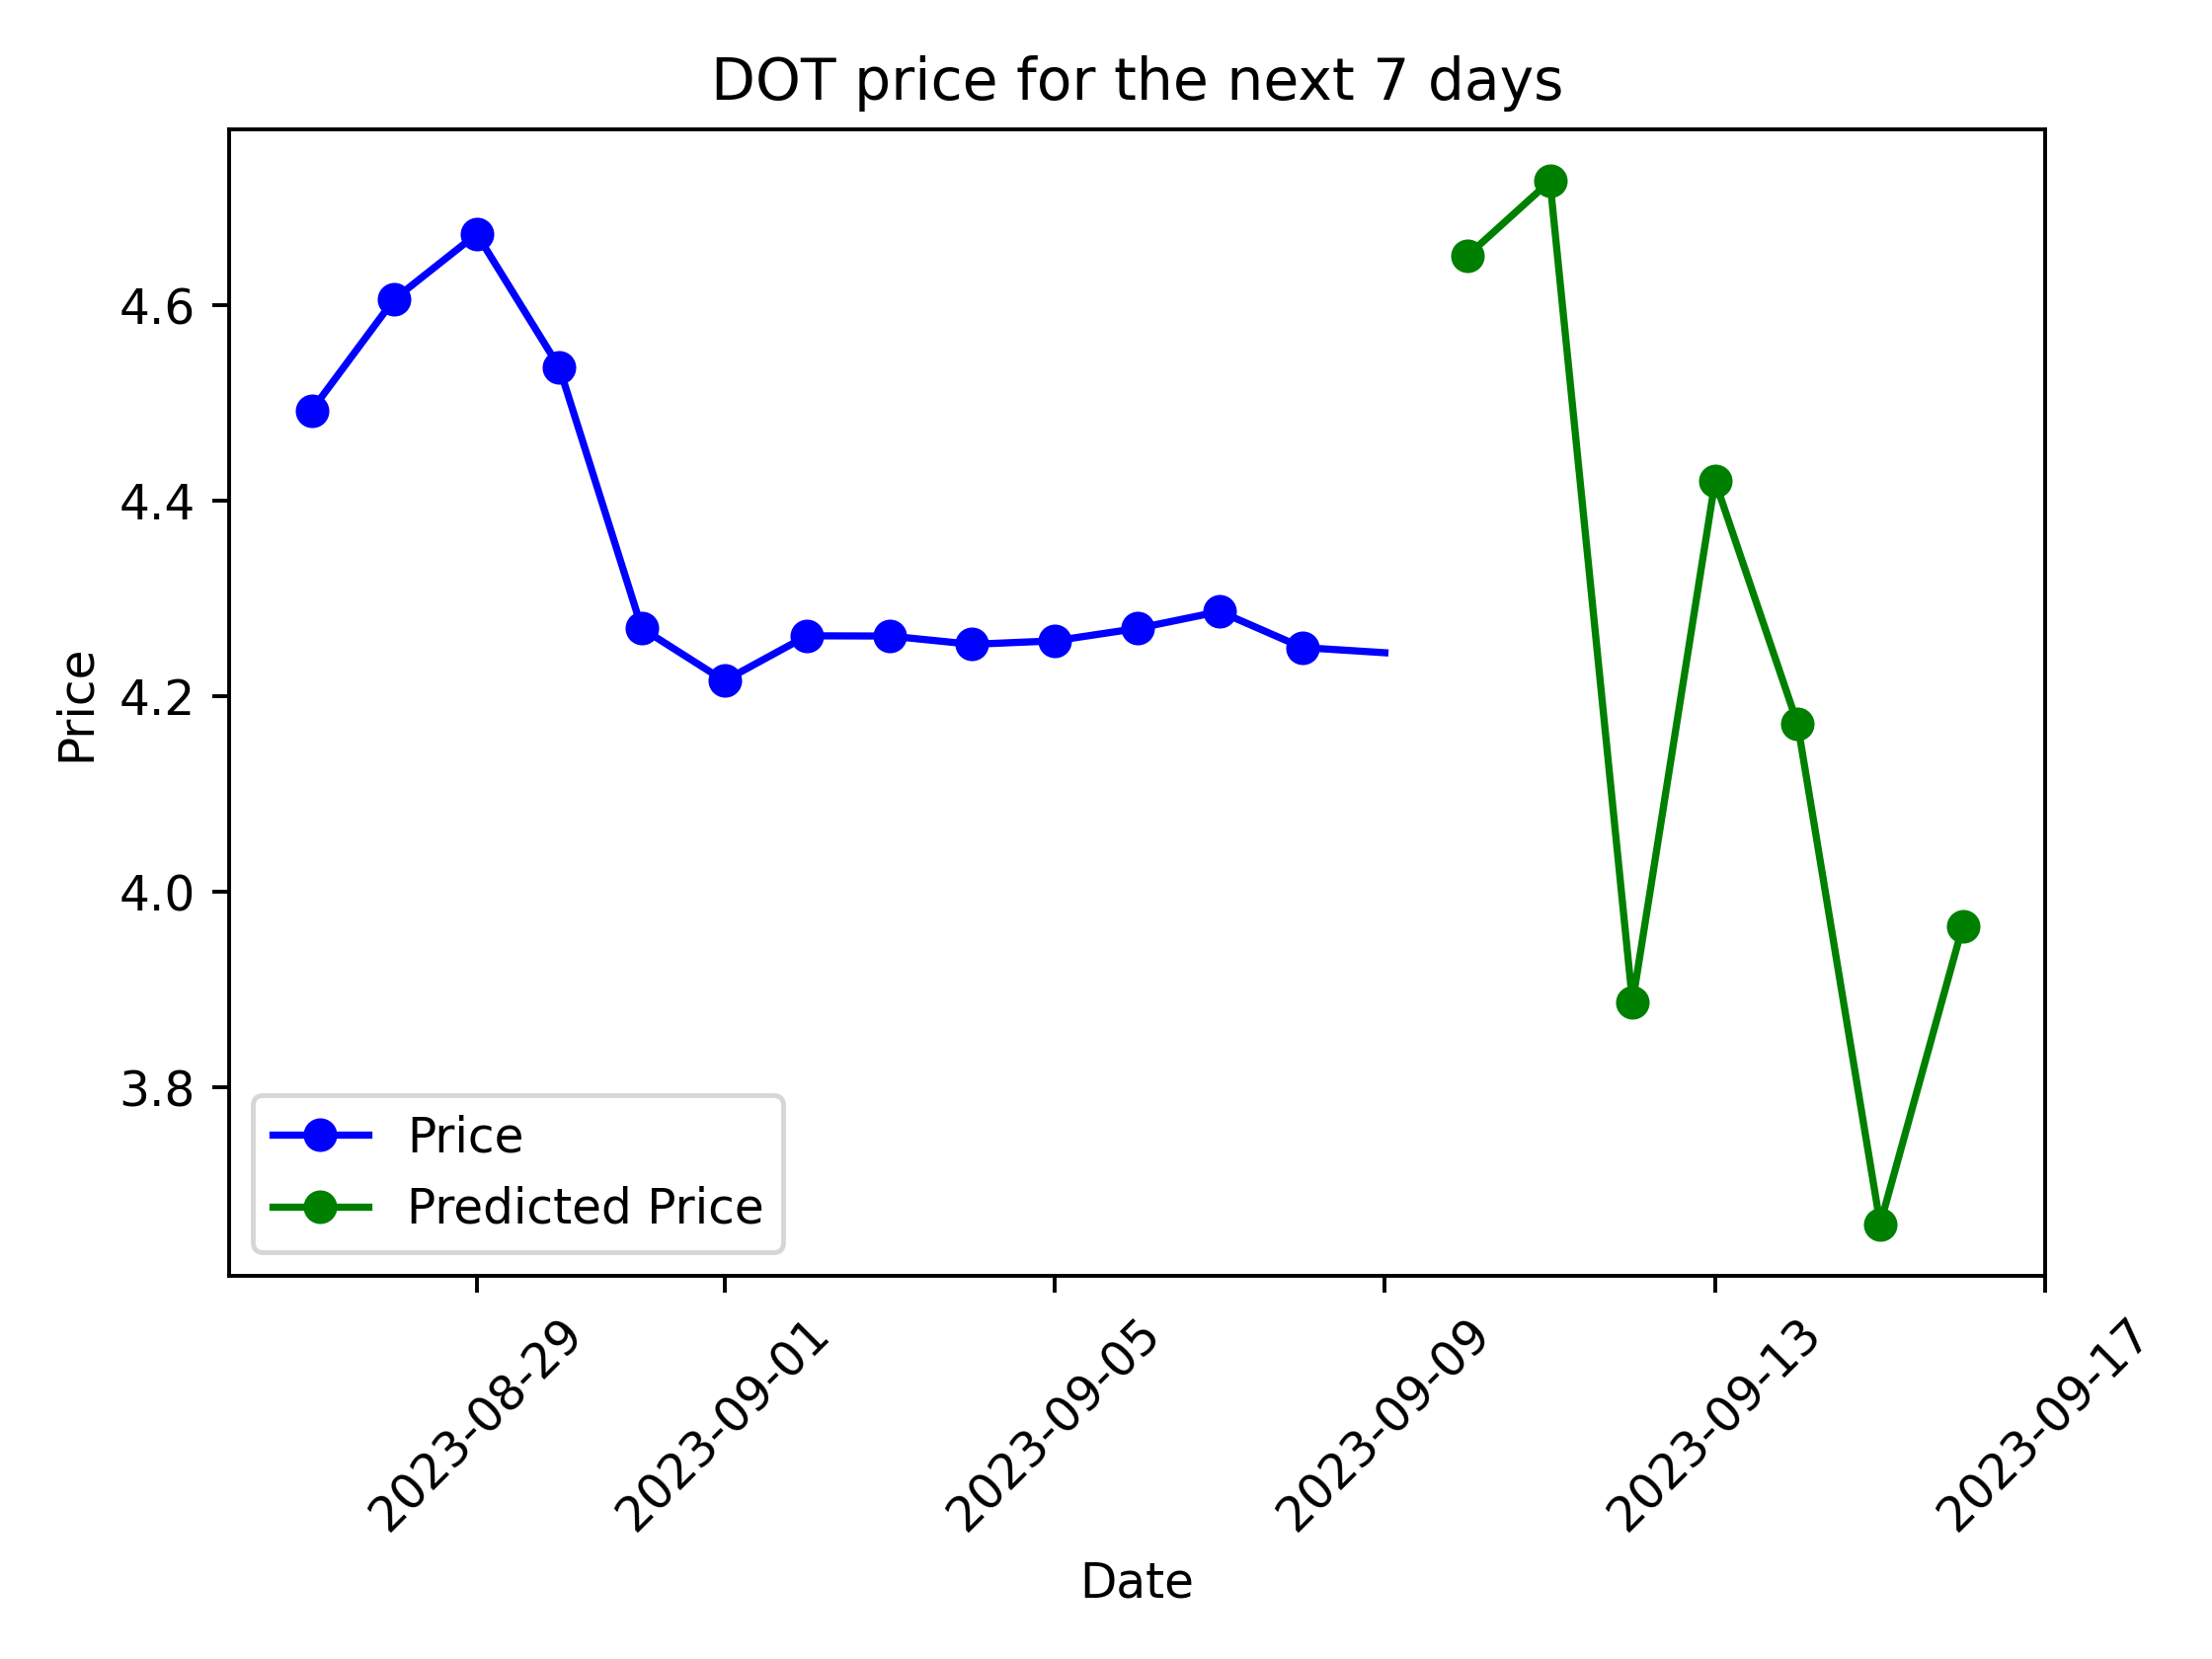 DOT price for the next 7 days
Price
4.6
4.4
4.2
4.0
3.8
Price
Predicted Price
2023-08-29
2023-09-01
2023-09-05
2023-09-09
2023-09-13
2023-09-17
Date